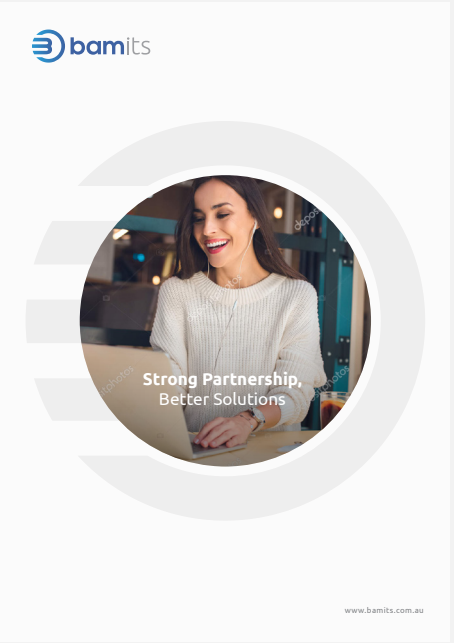 bamits
Strong Partnership,
Better Solutions
www.bamits.com.au